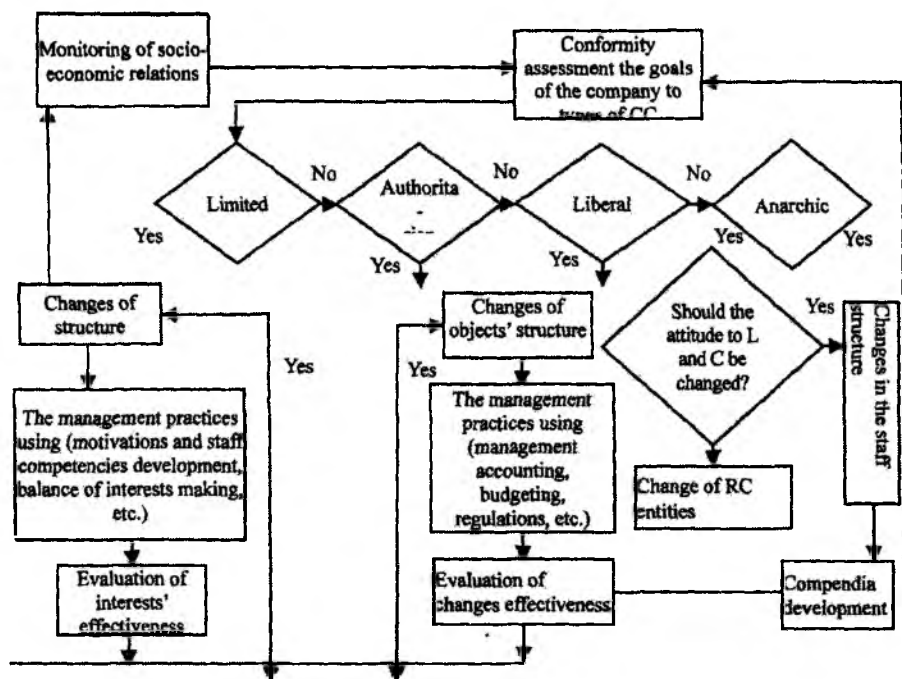 Monitoring of socio-
economic relations
Conformity
assessment the goals
of the company to
types of CC
Limited
No
Authorita
-
No
Liberal
No
Anarchic
Yes
Yes
Yes
Yes
Yes
Changes of
structure
Yes
Changes of
objects' structure
Yes
Should the
attitude to L
and C be
changed?
Yes
Changes in the staff
structure
The management practices
using (motivations and staff
competencies development,
balance of interests making,
etc.)
The management
practices using
(management
accounting,
budgeting,
regulations, etc.)
Change of RC
entities
Evaluation of
interests'
effectiveness
Evaluation of
changes effectiveness
Compendia
development